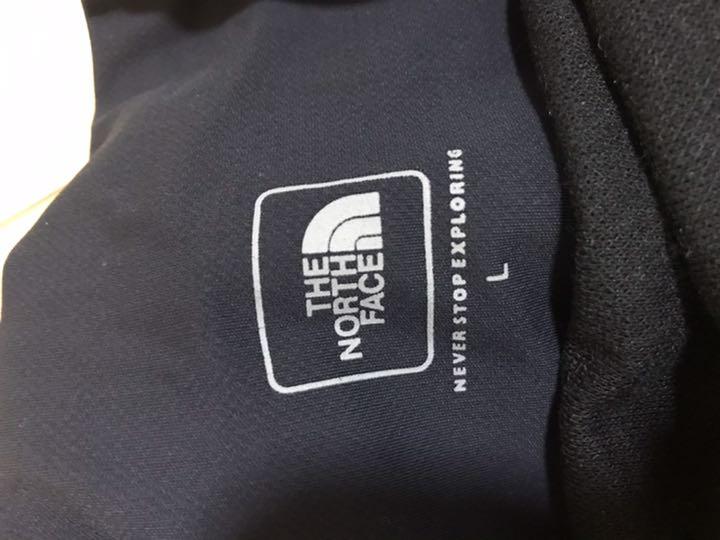 THE
NORTH
FACE
NEVER STOP EXPLORING
L